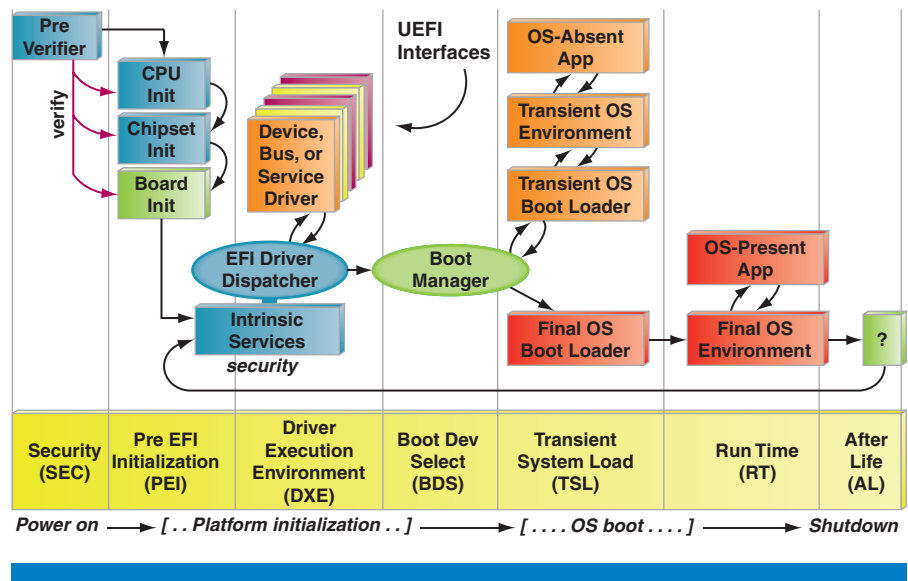 Pre
Verifier
verify
CPU
Init
Chipset
Init
Board
Init
Device,
Bus, or
Service
Driver
UEFI
Interfaces
EFI Driver
Dispatcher
Intrinsic
Services
security
Boot
Manager
OS-Absent
App
Transient OS
Environment
Transient OS
Boot Loader
Final OS
Boot Loader
OS-Present
App
Final OS
Environment
?
Security
(SEC)
Pre EFI
Initialization
(PEI)
Driver
Execution
Environment
(DXE)
Boot Dev
Select
(BDS)
Transient
System Load
(TSL)
Run Time
(RT)
After
Life
(AL)
Power on
[ . . Platform initialization . . ]
[ . . . . OS boot . . . . ]
Shutdown